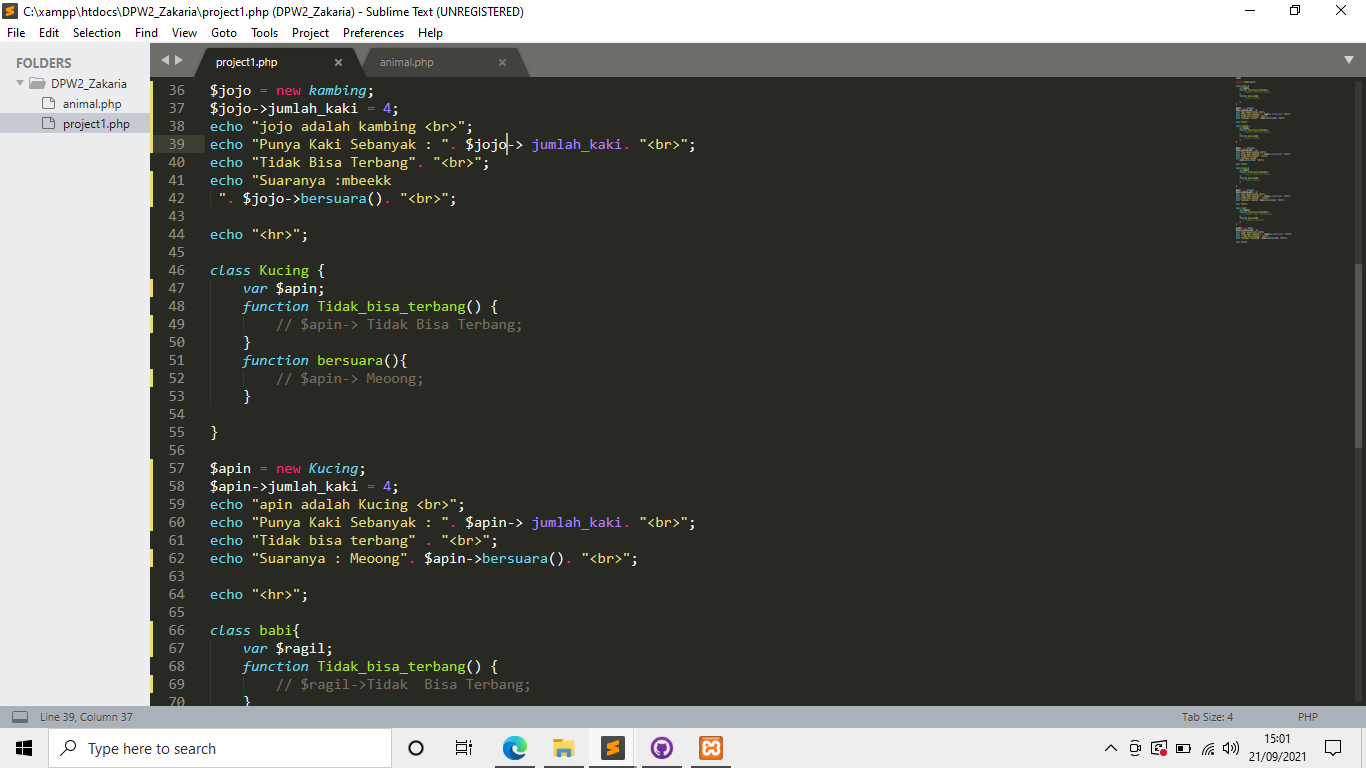 C:\xampp\htdocs\DPW2_Zakaria\project1.php (DPW2_Zakaria) - Sublime Text (UNREGISTERED)
File Edit Selection Find View Goto Tools Project Preferences Help
FOLDERS
DPW2_Zakaria
animal.php
project1.php
project1.php × animal.php ×
36 $jojo = new kambing;
37 $jojo->jumlah_kaki = 4;
38 echo "jojo adalah kambing <br>";
39 echo "Punya Kaki Sebanyak : ". $jojo-> jumlah_kaki. "<br>";
40 echo "Tidak Bisa Terbang". "<br>";
41 echo "Suaranya :mbeekk
42  ". $jojo->bersuara(). "<br>";
43
44 echo "<hr>";
45
46 class Kucing {
47     var $apin;
48     function Tidak_bisa_terbang() {
49         // $apin-> Tidak Bisa Terbang;
50     }
51     function bersuara(){
52         // $apin-> Meoong;
53     }
54
55 }
56
57 $apin = new Kucing;
58 $apin->jumlah_kaki = 4;
59 echo "apin adalah Kucing <br>";
60 echo "Punya Kaki Sebanyak : ". $apin-> jumlah_kaki. "<br>";
61 echo "Tidak bisa terbang" . "<br>";
62 echo "Suaranya : Meoong". $apin->bersuara(). "<br>";
63
64 echo "<hr>";
65
66 class babi{
67     var $ragil;
68     function Tidak_bisa_terbang() {
69         // $ragil->Tidak  Bisa Terbang;
70     }
Line 39, Column 37 Tab Size: 4 PHP
Type here to search
15:01
21/09/2021